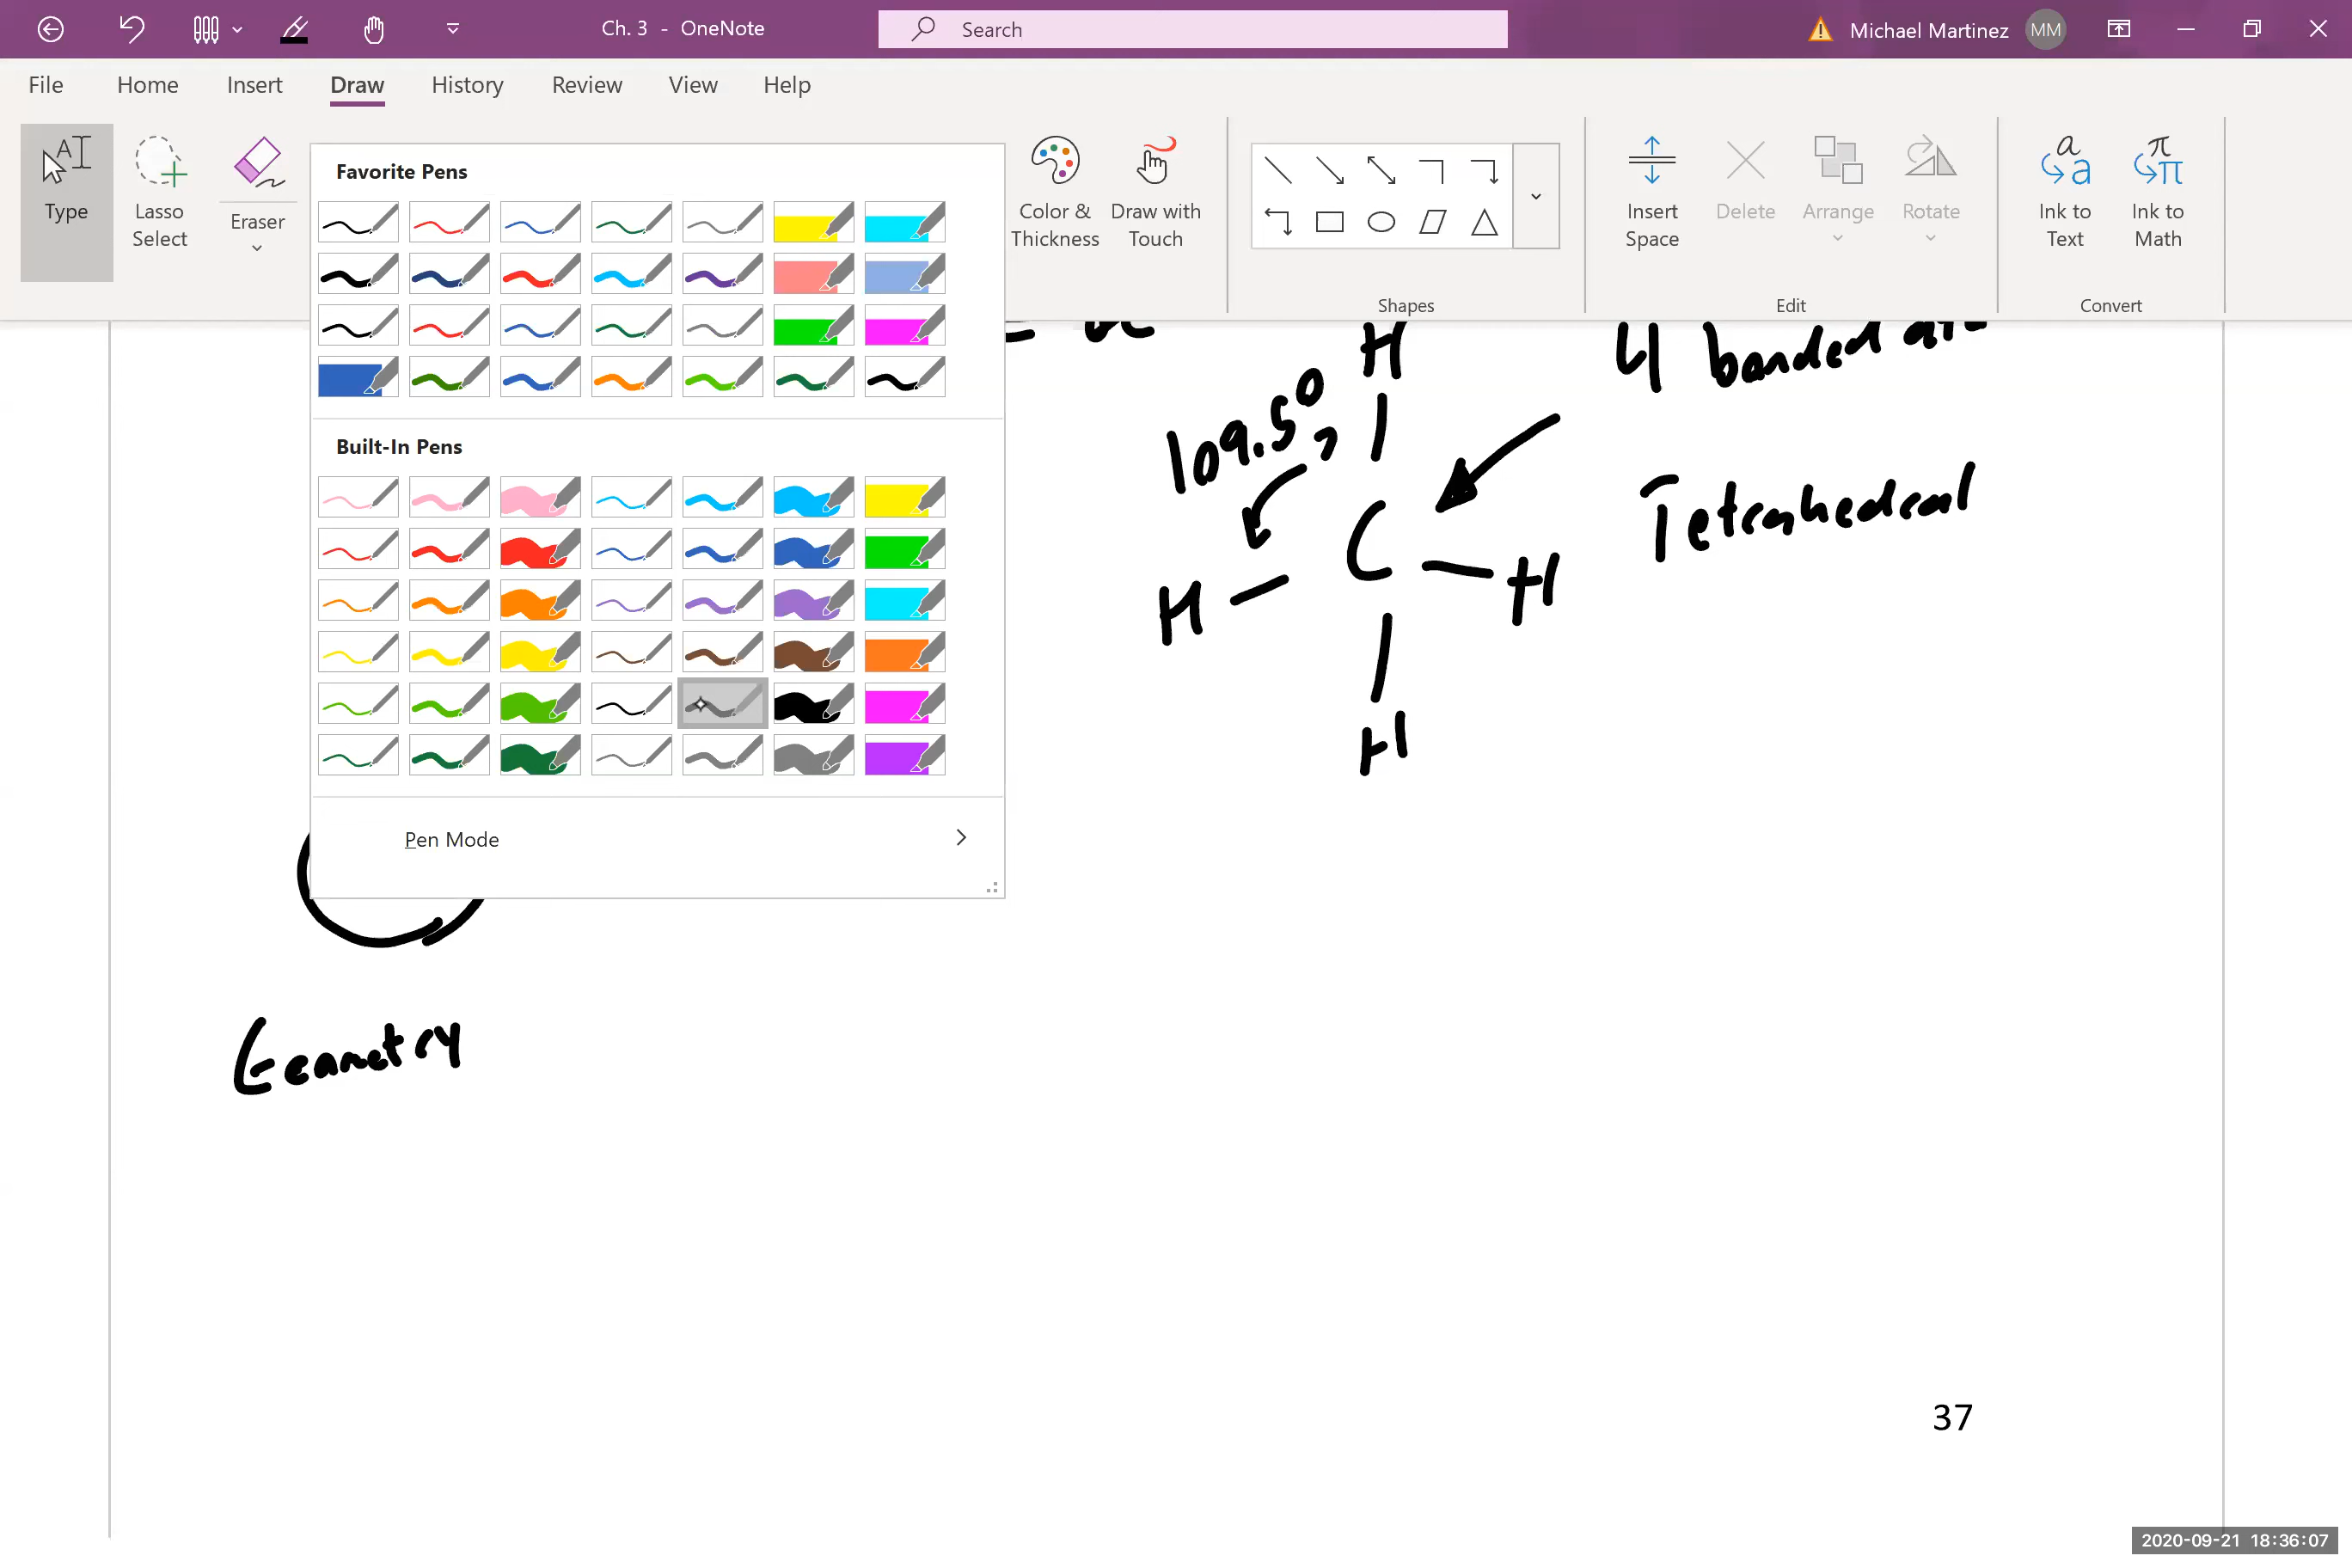 Ch. 3 - OneNote
Search
Michael Martinez MM
File Home Insert Draw History Review View Help
Type
Lasso Select
Eraser
Favorite Pens
Built-In Pens
Pen Mode
Color & Thickness
Draw with Touch
Shapes
Insert Space
Delete
Arrange
Rotate
Edit
Ink to Text
Ink to Math
Convert
H
4 bonded
109.5°,
C
Tetrahedral
H
H
H
Geometry
37
2020-09-21 18:36:07